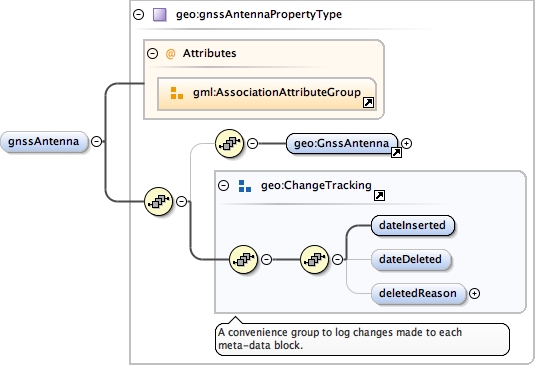 geo:gnssAntennaPropertyType
@ Attributes
gml:AssociationAttributeGroup
gnssAntenna
geo:GnssAntenna
geo:ChangeTracking
dateInserted
dateDeleted
deletedReason
A convenience group to log changes made to each
meta-data block.